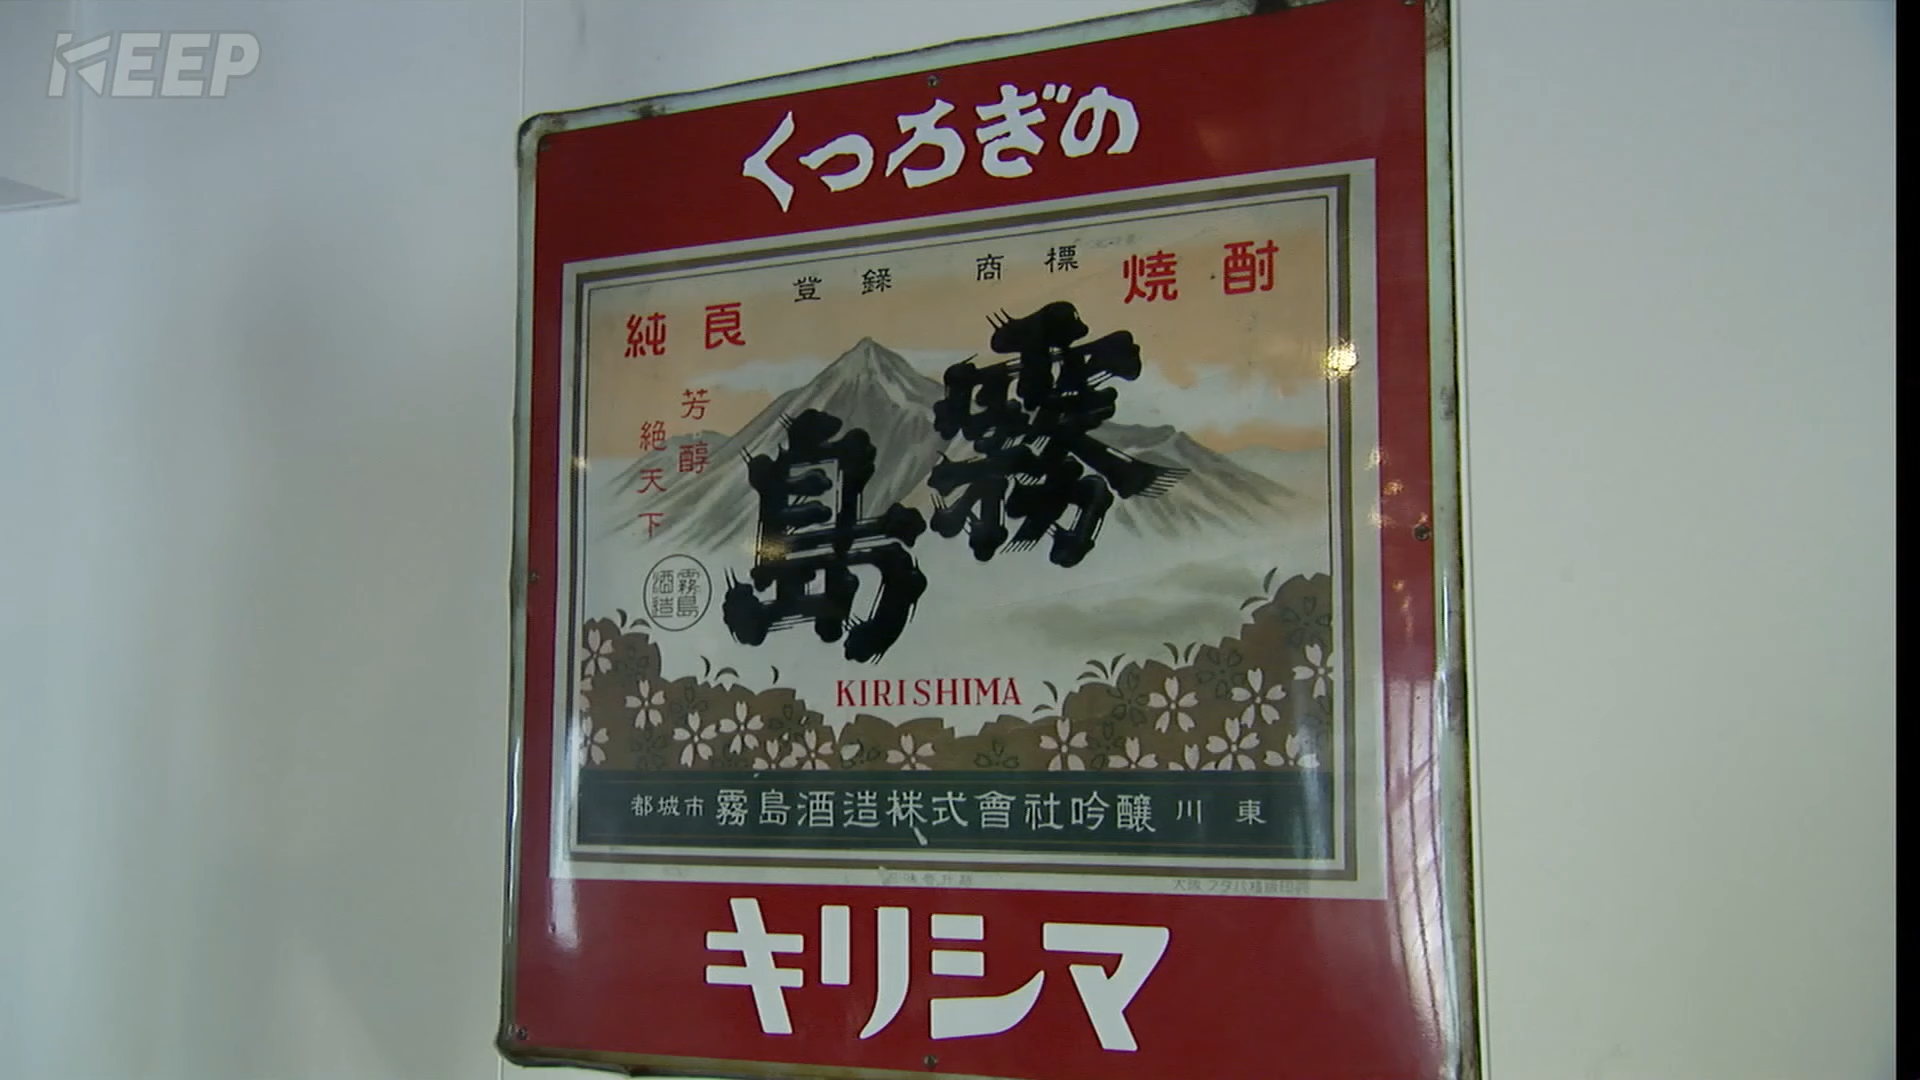 KEEP
くつろぎの
登録商標
純良 焼酎
芳醇
絶天下
霧島
霧島
酒造
KIRISHIMA
都城市 霧島酒造株式會社吟釀 川東
キリシマ